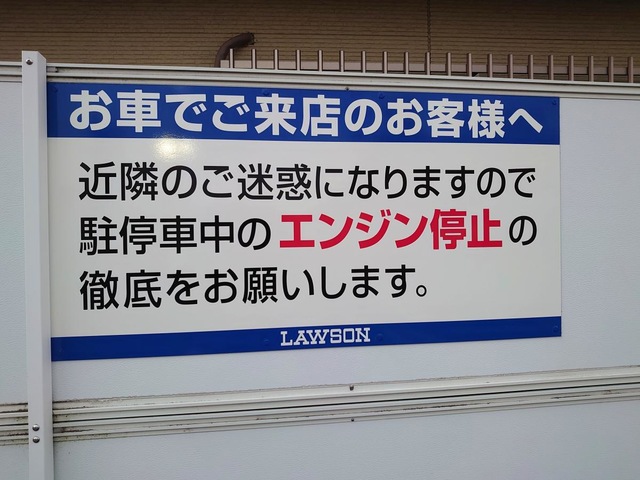 お車でご来店のお客様へ
近隣のご迷惑になりますので
駐停車中のエンジン停止の
徹底をお願いします。
LAWSON